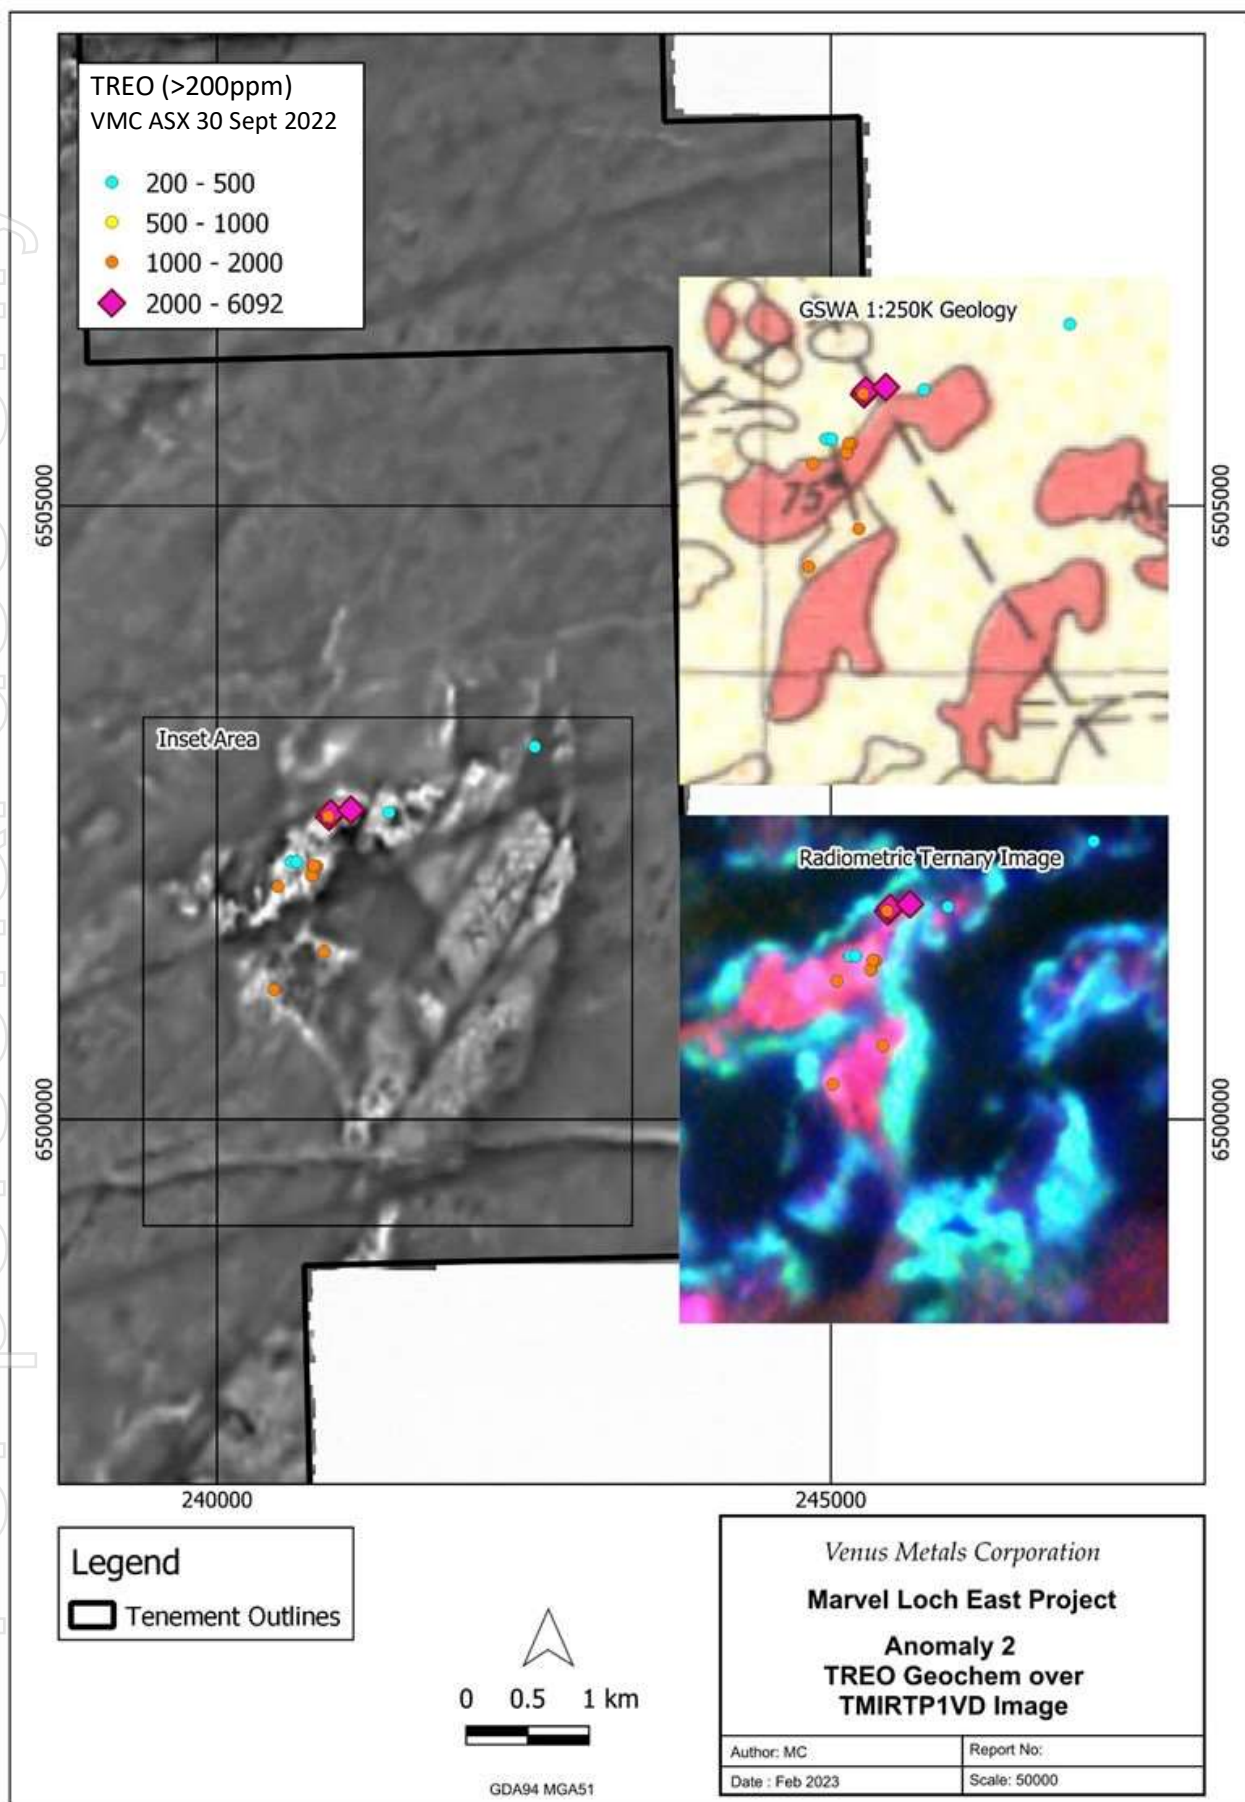 TREO (>200ppm)
VMC ASX 30 Sept 2022
200 - 500
500 - 1000
1000 - 2000
2000 - 6092
GSWA 1:250K Geology
75
Ag
6505000
6505000
Inset Area
Radiometric Ternary Image
6500000
6500000
240000
245000
Legend
Tenement Outlines
0 0.5 1 km
GDA94 MGA51
Venus Metals Corporation
Marvel Loch East Project
Anomaly 2
TREO Geochem over
TMIRTP1VD Image
Author: MC
Report No:
Date : Feb 2023
Scale: 50000